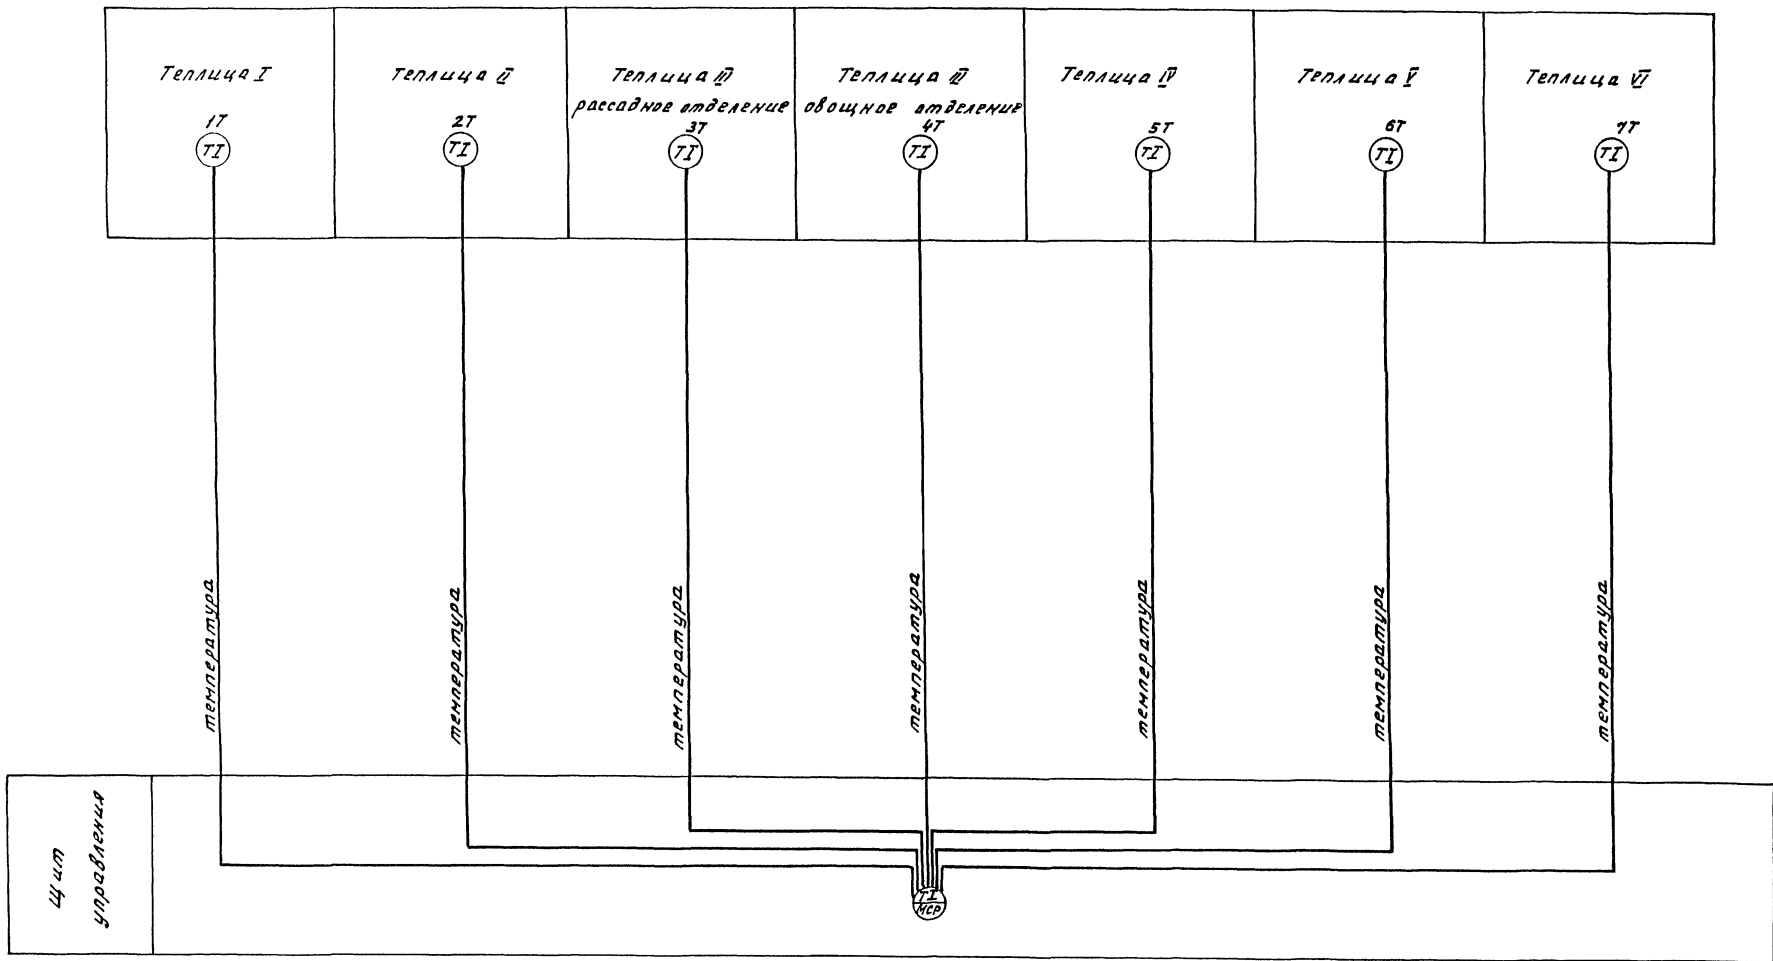 Теплица I
1Т
TI
Теплица II
2Т
TI
Теплица III
рассадное отделение
3Т
TI
Теплица III
овощное отделение
4Т
TI
Теплица IV
5Т
TI
Теплица V
6Т
TI
Теплица VI
7Т
TI
температура
температура
температура
температура
температура
температура
температура
Щит
управления
TI
МСР